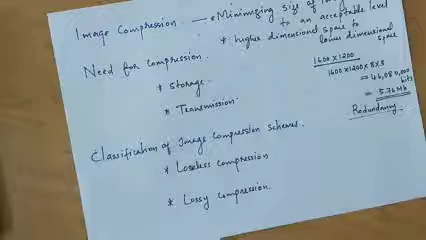 Image Compression — * Minimizing size of
to an acceptable level
* higher dimensional space to
lower dimensional
space
Need for compression.
* Storage.
* Transmission.
1600 x 1200
1600 x 1200 x 8 x 3
= 46,080,000
bits
= 5.76 Mb
Redundancy.
Classification of Image Compression Schemes.
* Lossless compression
* Lossy compression.